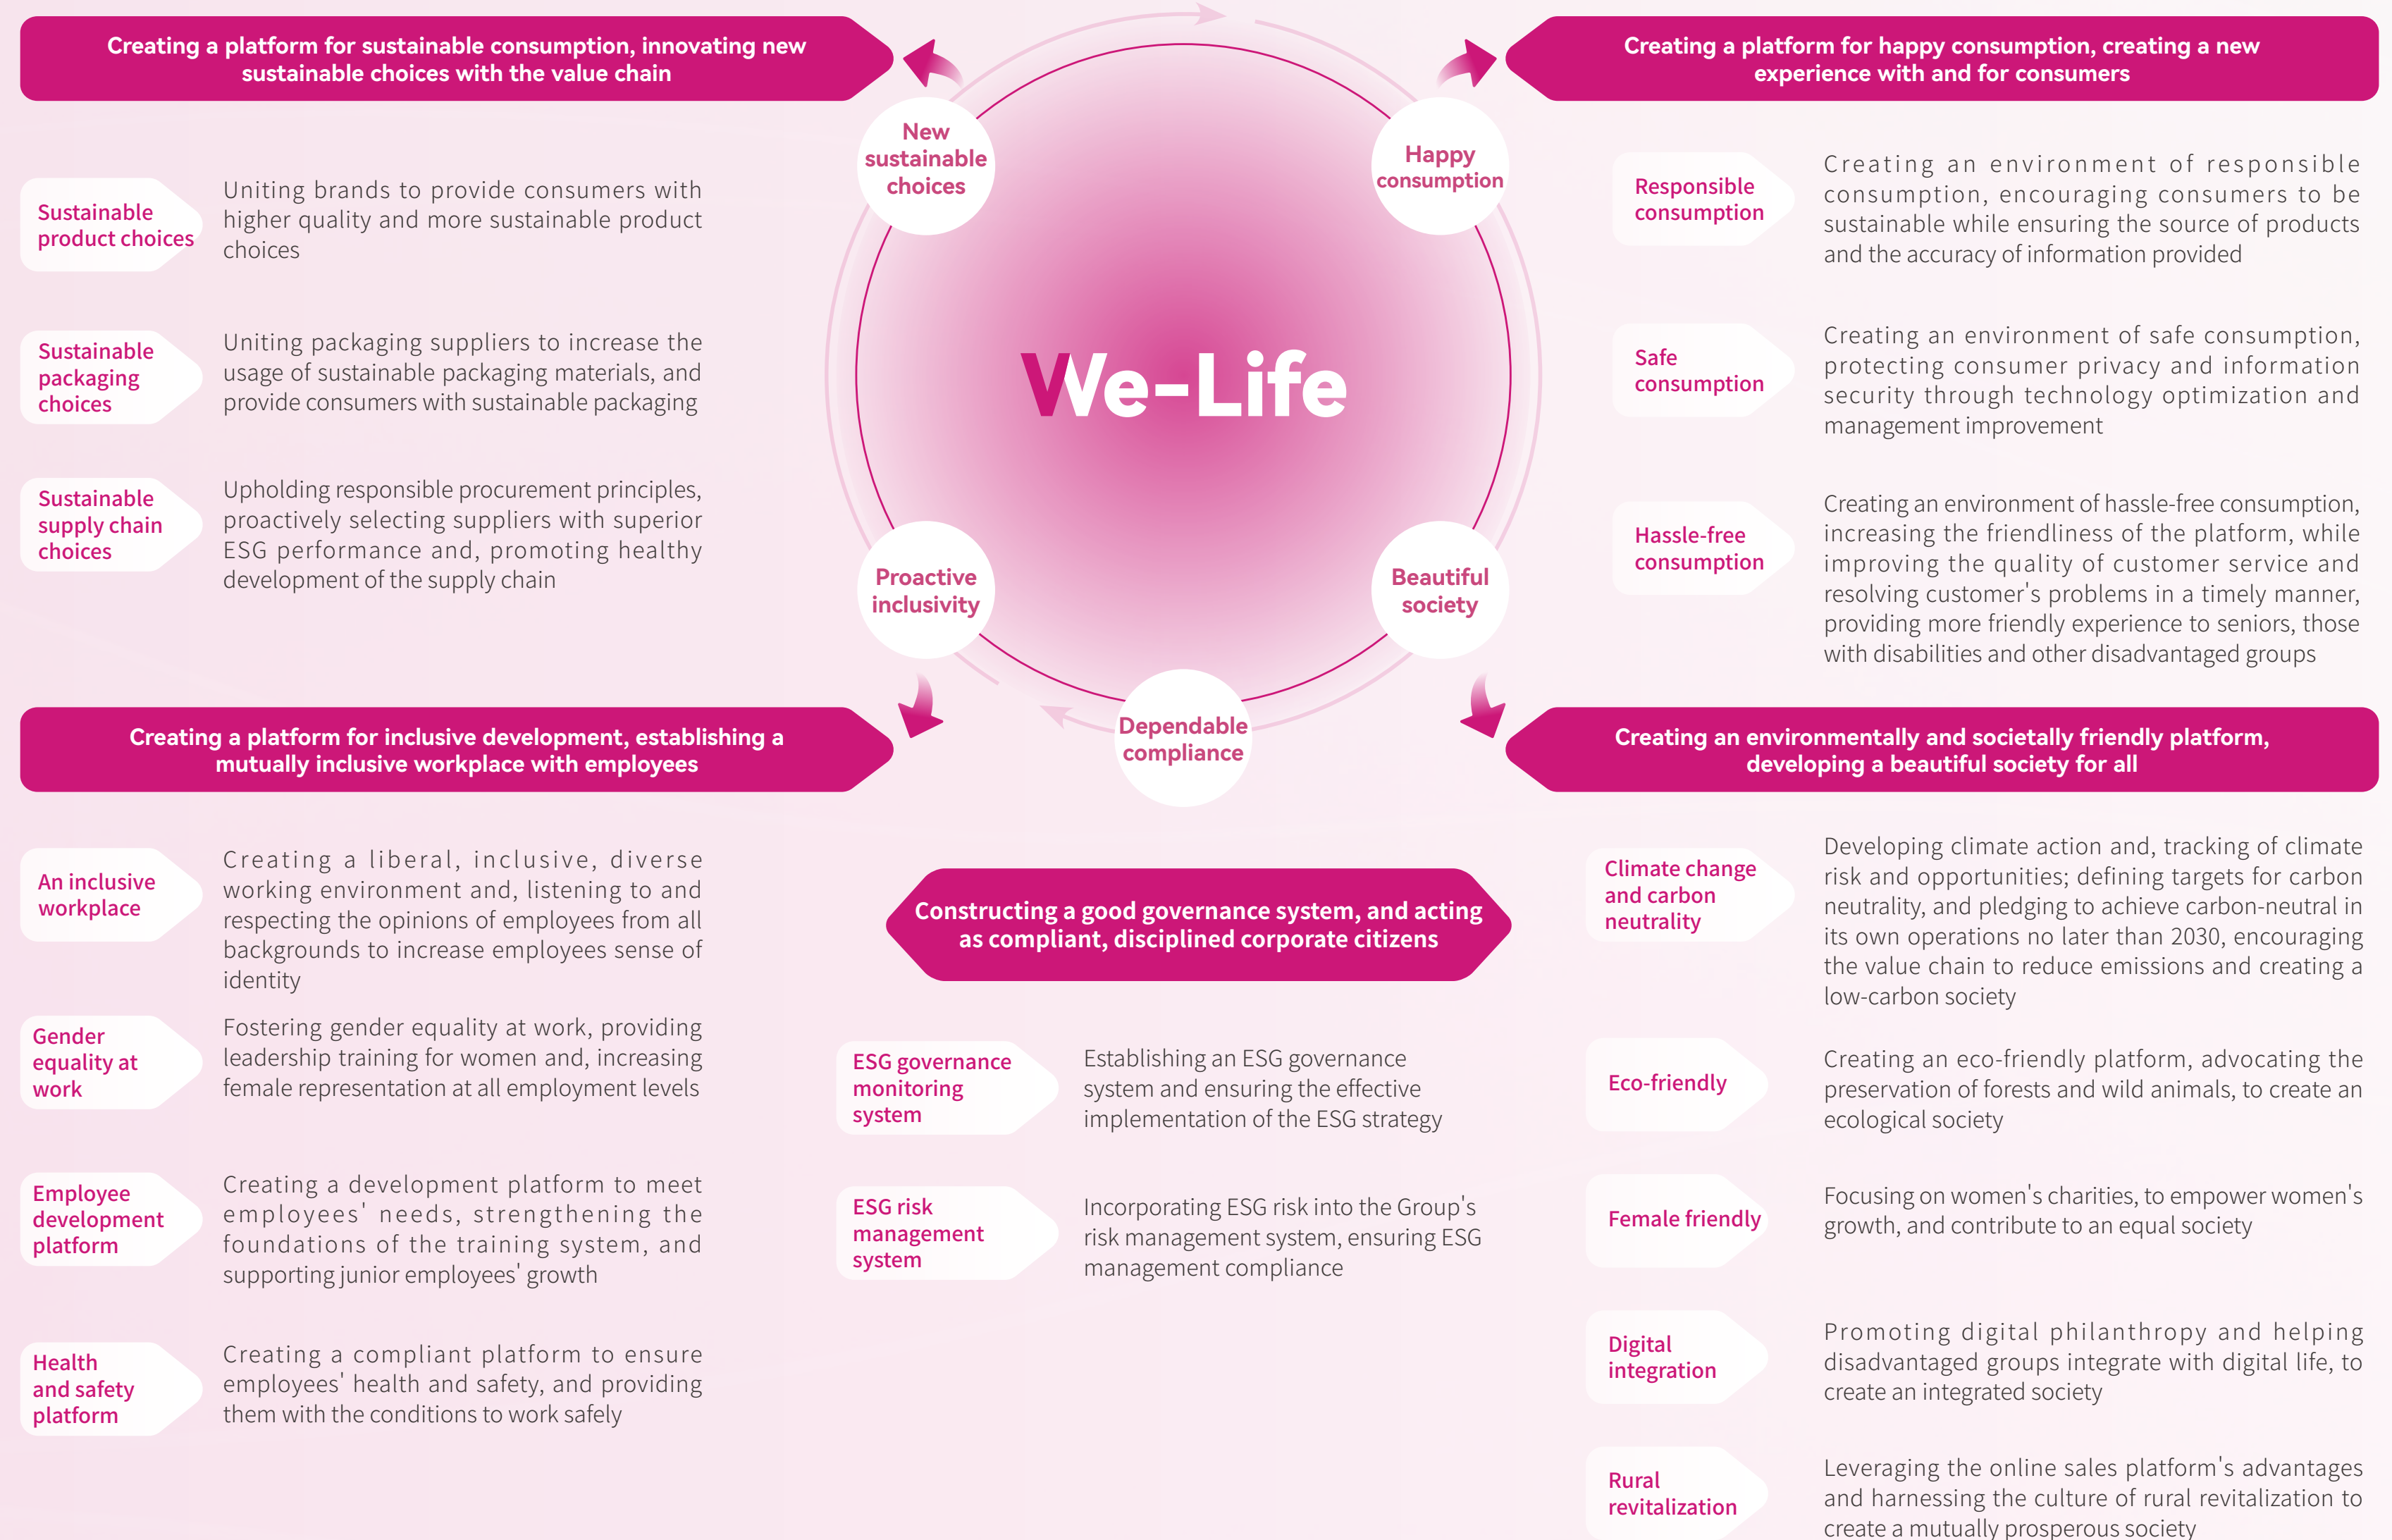 Creating a platform for sustainable consumption, innovating new
sustainable choices with the value chain
Sustainable
product choices
Uniting brands to provide consumers with
higher quality and more sustainable product
choices
Sustainable
packaging
choices
Uniting packaging suppliers to increase the
usage of sustainable packaging materials, and
provide consumers with sustainable packaging
Sustainable
supply chain
choices
Upholding responsible procurement principles,
proactively selecting suppliers with superior
ESG performance and, promoting healthy
development of the supply chain
New
sustainable
choices
Happy
consumption
We-Life
Proactive
inclusivity
Beautiful
society
Dependable
compliance
Creating a platform for happy consumption, creating a new
experience with and for consumers
Responsible
consumption
Creating an environment of responsible
consumption, encouraging consumers to be
sustainable while ensuring the source of products
and the accuracy of information provided
Safe
consumption
Creating an environment of safe consumption,
protecting consumer privacy and information
security through technology optimization and
management improvement
Hassle-free
consumption
Creating an environment of hassle-free consumption,
increasing the friendliness of the platform, while
improving the quality of customer service and
resolving customer's problems in a timely manner,
providing more friendly experience to seniors, those
with disabilities and other disadvantaged groups
Creating a platform for inclusive development, establishing a
mutually inclusive workplace with employees
An inclusive
workplace
Creating a liberal, inclusive, diverse
working environment and, listening to and
respecting the opinions of employees from all
backgrounds to increase employees sense of
identity
Gender
equality at
work
Fostering gender equality at work, providing
leadership training for women and, increasing
female representation at all employment levels
Employee
development
platform
Creating a development platform to meet
employees' needs, strengthening the
foundations of the training system, and
supporting junior employees' growth
Health
and safety
platform
Creating a compliant platform to ensure
employees' health and safety, and providing
them with the conditions to work safely
Constructing a good governance system, and acting
as compliant, disciplined corporate citizens
ESG governance
monitoring
system
Establishing an ESG governance
system and ensuring the effective
implementation of the ESG strategy
ESG risk
management
system
Incorporating ESG risk into the Group's
risk management system, ensuring ESG
management compliance
Creating an environmentally and societally friendly platform,
developing a beautiful society for all
Climate change
and carbon
neutrality
Developing climate action and, tracking of climate
risk and opportunities; defining targets for carbon
neutrality, and pledging to achieve carbon-neutral in
its own operations no later than 2030, encouraging
the value chain to reduce emissions and creating a
low-carbon society
Eco-friendly
Creating an eco-friendly platform, advocating the
preservation of forests and wild animals, to create an
ecological society
Female friendly
Focusing on women's charities, to empower women's
growth, and contribute to an equal society
Digital
integration
Promoting digital philanthropy and helping
disadvantaged groups integrate with digital life, to
create an integrated society
Rural
revitalization
Leveraging the online sales platform's advantages
and harnessing the culture of rural revitalization to
create a mutually prosperous society